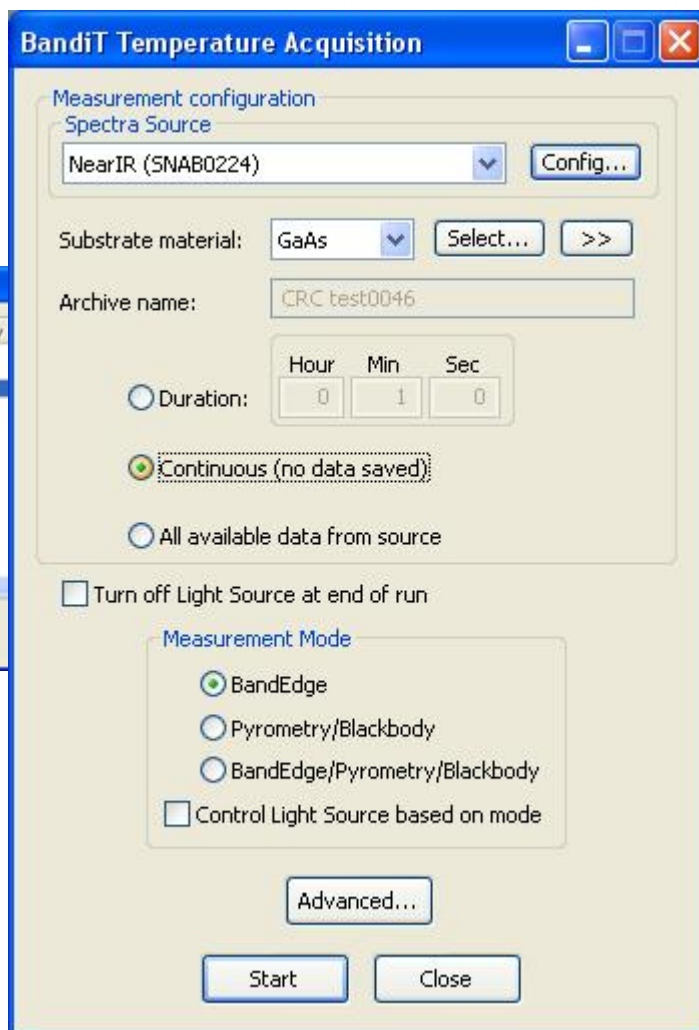 BandiT Temperature Acquisition
Measurement configuration
Spectra Source
NearIR (SNAB0224)
Config...
Substrate material:
GaAs
Select...
>>
Archive name:
CRC test0046
Hour Min Sec
Duration:
0 1 0
Continuous (no data saved)
All available data from source
Turn off Light Source at end of run
Measurement Mode
BandEdge
Pyrometry/Blackbody
BandEdge/Pyrometry/Blackbody
Control Light Source based on mode
Advanced...
Start
Close